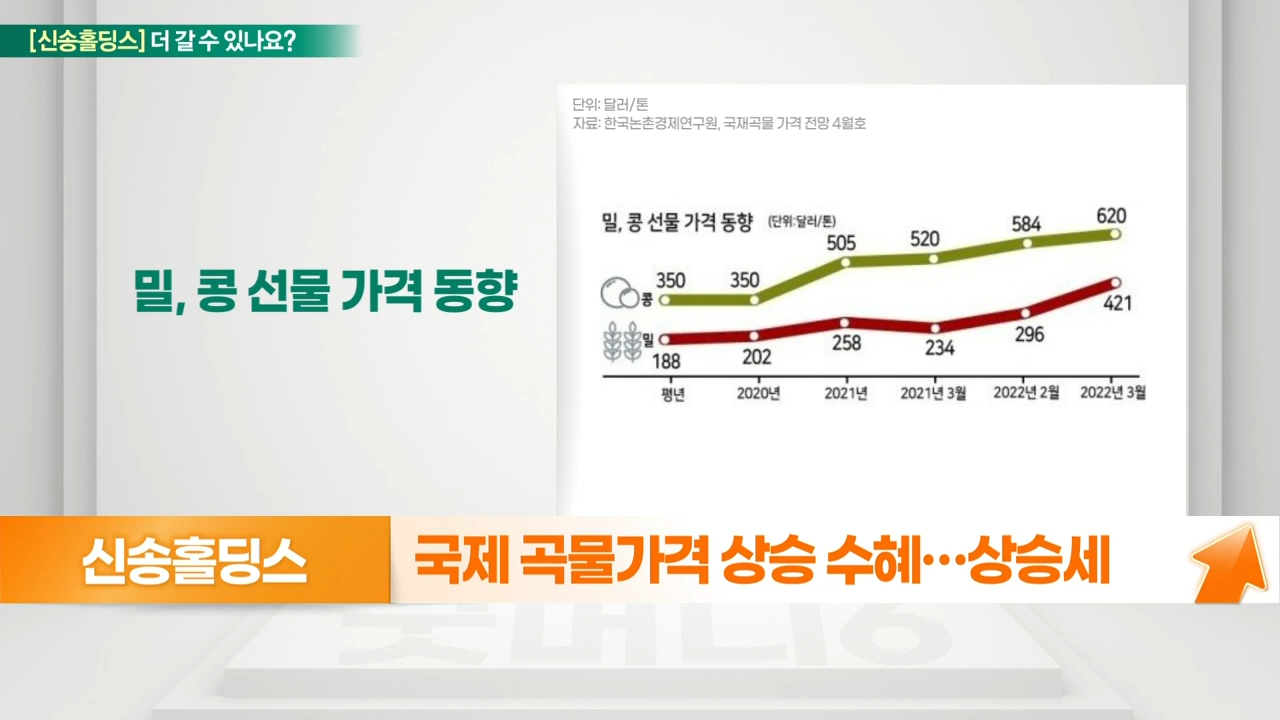 [신송홀딩스] 더 갈 수 있나요?
단위: 달러/톤
자료: 한국논촌경제연구원, 국재곡물 가격 전망 4월호
밀, 콩 선물 가격 동향
밀, 콩 선물 가격 동향 (단위:달러/톤)
콩 350 350 505 520 584 620
밀 188 202 258 234 296 421
평년 2020년 2021년 2021년 3월 2022년 2월 2022년 3월
신송홀딩스 국제 곡물가격 상승 수혜…상승세
굿머니6